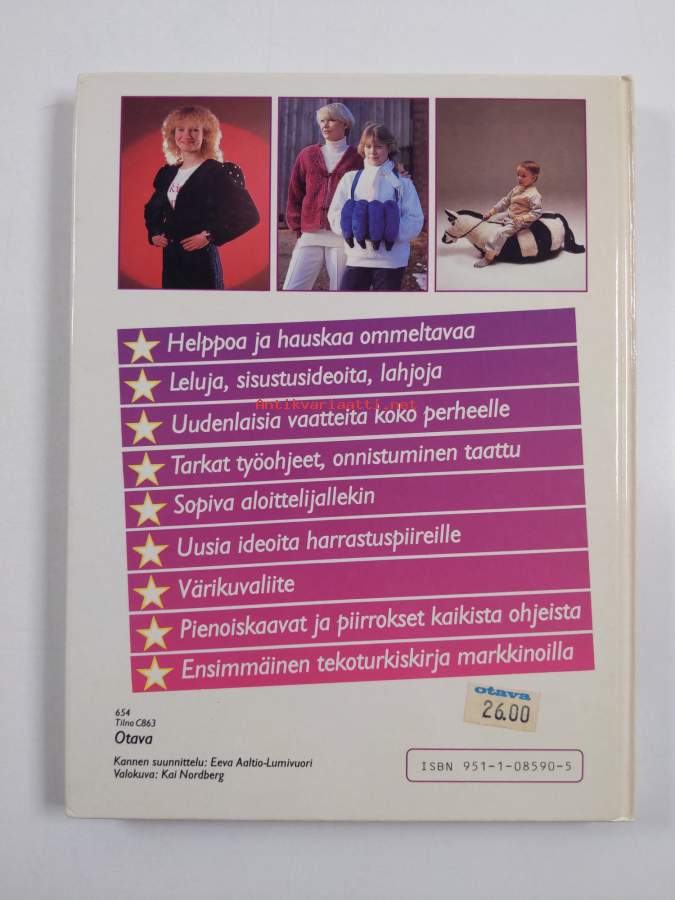 Helppoa ja hauskaa ommeltavaa
Leluja, sisustusideoita, lahjoja
Antikvariaatti.net
Uudenlaisia vaatteita koko perheelle
Tarkat työohjeet, onnistuminen taattu
Sopiva aloittelijallekin
Uusia ideoita harrastuspiireille
Värikuvaliite
Pienoiskaavat ja piirrokset kaikista ohjeista
Ensimmäinen tekoturkiskirja markkinoilla
otava
26.00
654
Tilno C863
Otava
Kannen suunnittelu: Eeva Aaltio-Lumivuori
Valokuva: Kai Nordberg
ISBN 951-1-08590-5